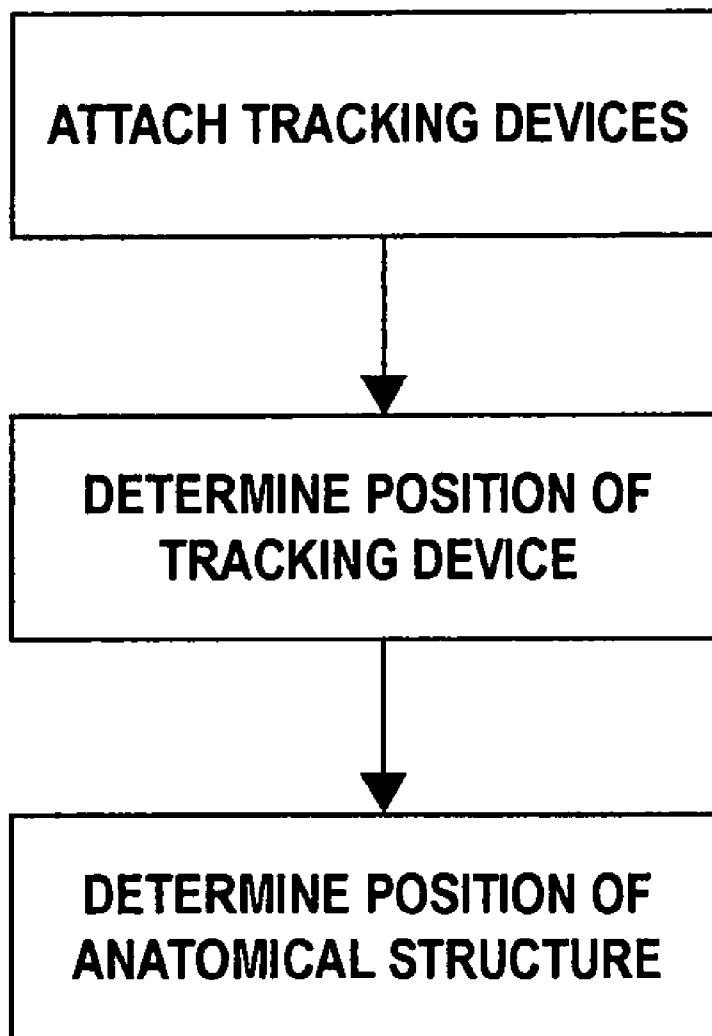 ATTACH TRACKING DEVICES
DETERMINE POSITION OF
TRACKING DEVICE
DETERMINE POSITION OF
ANATOMICAL STRUCTURE